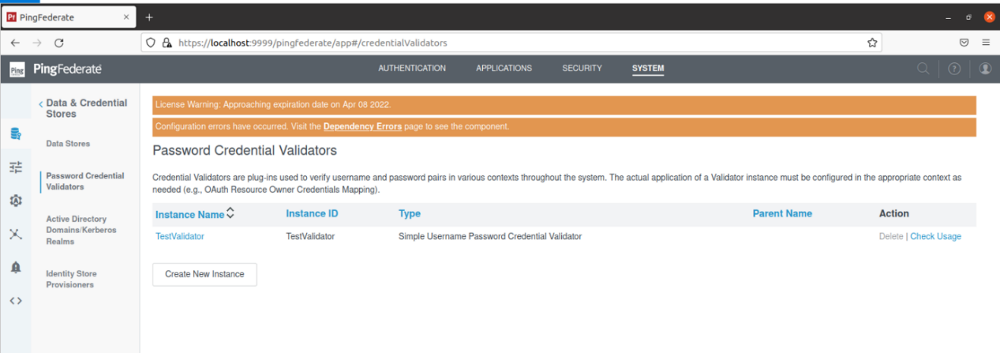 PingFederate
https://localhost:9999/pingfederate/app#/credentialValidators
Ping
PingFederate
AUTHENTICATION
APPLICATIONS
SECURITY
SYSTEM
Data & Credential
Stores
Data Stores
Password Credential
Validators
Active Directory
Domains/Kerberos
Realms
Identity Store
Provisioners
License Warning: Approaching expiration date on Apr 08 2022.
Configuration errors have occurred. Visit the Dependency Errors page to see the component.
Password Credential Validators
Credential Validators are plug-ins used to verify username and password pairs in various contexts throughout the system. The actual application of a Validator instance must be configured in the appropriate context as
needed (e.g., OAuth Resource Owner Credentials Mapping).
Instance Name Instance ID Type Parent Name Action
TestValidator TestValidator Simple Username Password Credential Validator Delete | Check Usage
Create New Instance